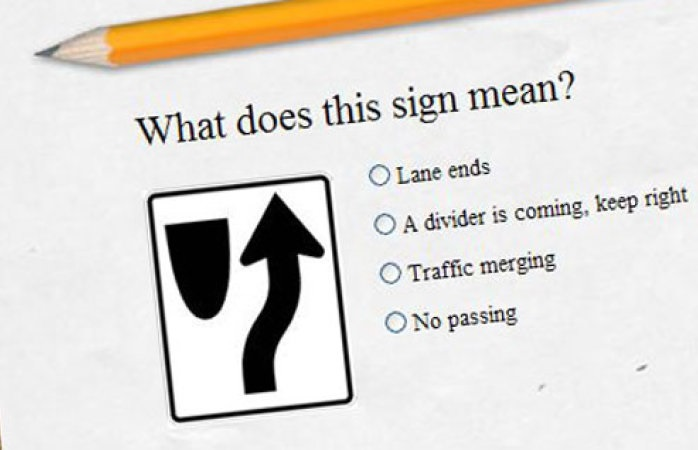 What does this sign mean?
Lane ends
A divider is coming, keep right
Traffic merging
No passing